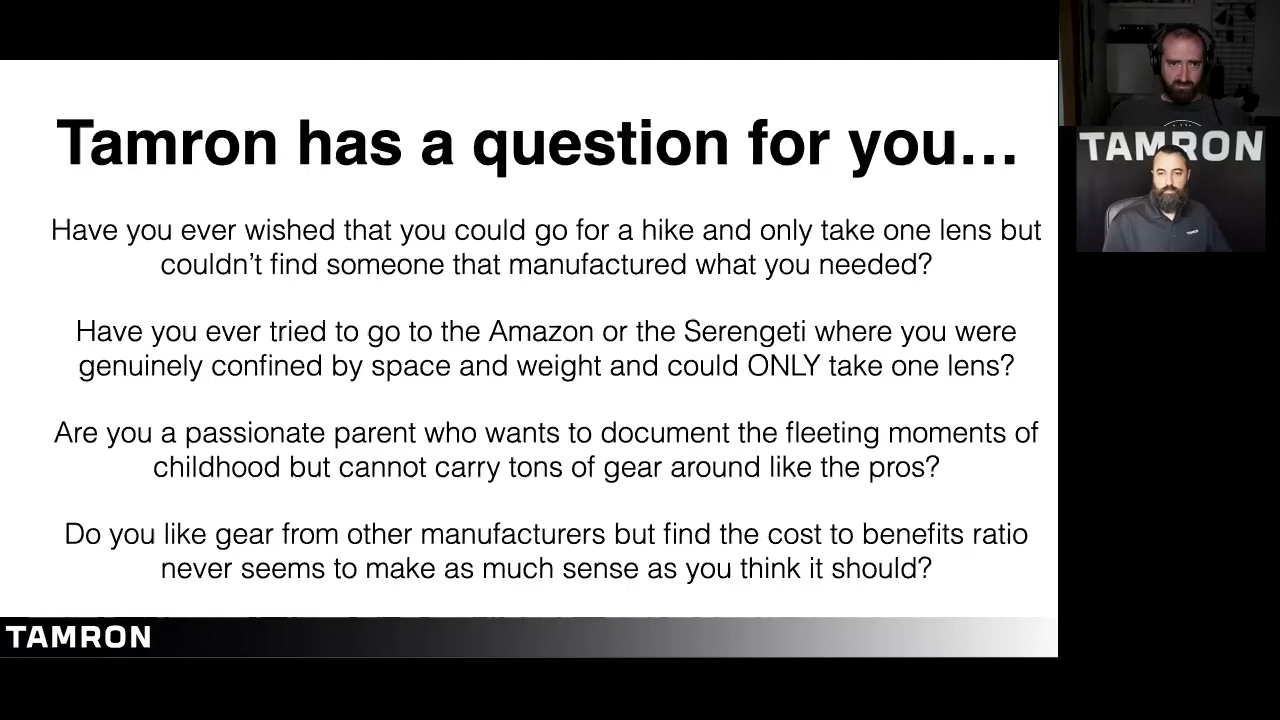 Tamron has a question for you…
Have you ever wished that you could go for a hike and only take one lens but
couldn’t find someone that manufactured what you needed?
Have you ever tried to go to the Amazon or the Serengeti where you were
genuinely confined by space and weight and could ONLY take one lens?
Are you a passionate parent who wants to document the fleeting moments of
childhood but cannot carry tons of gear around like the pros?
Do you like gear from other manufacturers but find the cost to benefits ratio
never seems to make as much sense as you think it should?
TAMRON
TAMRON
TAMRON